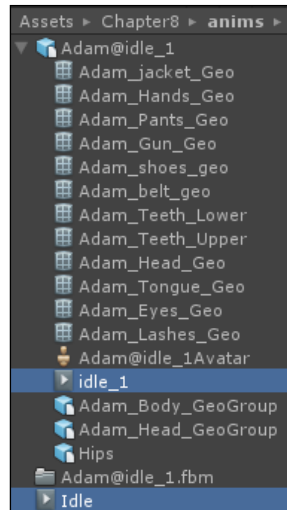 Assets ▸ Chapter8 ▸ anims ▸
Adam@idle_1
Adam_jacket_Geo
Adam_Hands_Geo
Adam_Pants_Geo
Adam_Gun_Geo
Adam_shoes_geo
Adam_belt_geo
Adam_Teeth_Lower
Adam_Teeth_Upper
Adam_Head_Geo
Adam_Tongue_Geo
Adam_Eyes_Geo
Adam_Lashes_Geo
Adam@idle_1Avatar
idle_1
Adam_Body_GeoGroup
Adam_Head_GeoGroup
Hips
Adam@idle_1.fbm
Idle